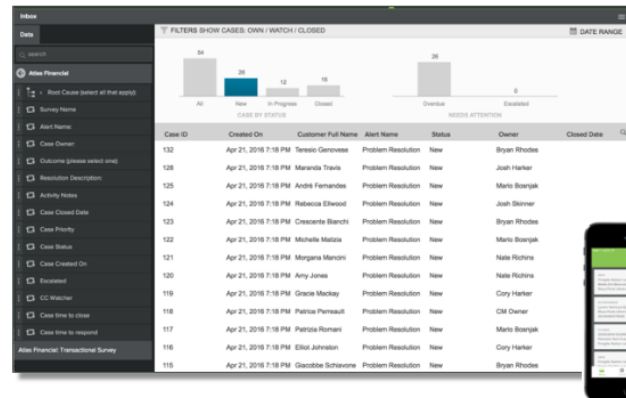 Inbox
Data
FILTERS SHOW CASES: OWN / WATCH / CLOSED
DATE RANGE
search
Atlas Financial
Root Cause (select all that apply):
Survey Name
Alert Name:
Case Owner
Outcome (please select one):
Resolution Description:
Activity Notes
Case Closed Date
Case Priority
Case Status
Case Created On
Escalated
CC Watcher
Case time to close
Case time to respond
Atlas Financial: Transactional Survey
54
26
12
16
All New In Progress Closed
CASE BY STATUS
26
0
Overdue Escalated
NEEDS ATTENTION
Case ID Created On Customer Full Name Alert Name Status Owner Closed Date
132 Apr 21, 2016 7:18 PM Teresio Genovese Problem Resolution New Bryan Rhodes
128 Apr 21, 2016 7:18 PM Maranda Travis Problem Resolution New Josh Harker
125 Apr 21, 2016 7:18 PM André Fernandes Problem Resolution New Mario Bosnjak
124 Apr 21, 2016 7:18 PM Rebecca Ellwood Problem Resolution New Josh Skinner
123 Apr 21, 2016 7:18 PM Crescente Bianchi Problem Resolution New Bryan Rhodes
122 Apr 21, 2016 7:18 PM Michelle Malizia Problem Resolution New Mario Bosnjak
121 Apr 21, 2016 7:18 PM Morgana Mancini Problem Resolution New Nate Richins
120 Apr 21, 2016 7:18 PM Amy Jones Problem Resolution New Nate Richins
119 Apr 21, 2016 7:18 PM Gracie Mackay Problem Resolution New Cory Harker
118 Apr 21, 2016 7:18 PM Patrice Perreault Problem Resolution New CM Owner
117 Apr 21, 2016 7:18 PM Patrizie Romani Problem Resolution New Mario Bosnjak
116 Apr 21, 2016 7:18 PM Elliot Johnston Problem Resolution New Cory Harker
115 Apr 21, 2016 7:18 PM Giacobbe Schiavone Problem Resolution New Bryan Rhodes